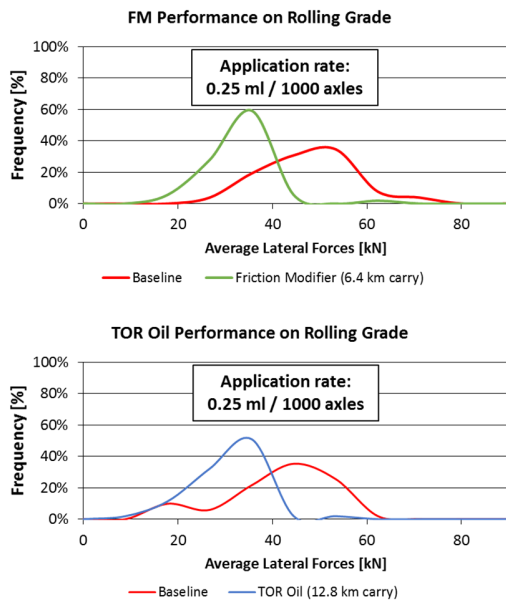 FM Performance on Rolling Grade
Frequency [%]
100%
80%
60%
40%
20%
0%
Application rate:
0.25 ml / 1000 axles
0 20 40 60 80
Average Lateral Forces [kN]
Baseline Friction Modifier (6.4 km carry)
TOR Oil Performance on Rolling Grade
Frequency [%]
100%
80%
60%
40%
20%
0%
Application rate:
0.25 ml / 1000 axles
0 20 40 60 80
Average Lateral Forces [kN]
Baseline TOR Oil (12.8 km carry)